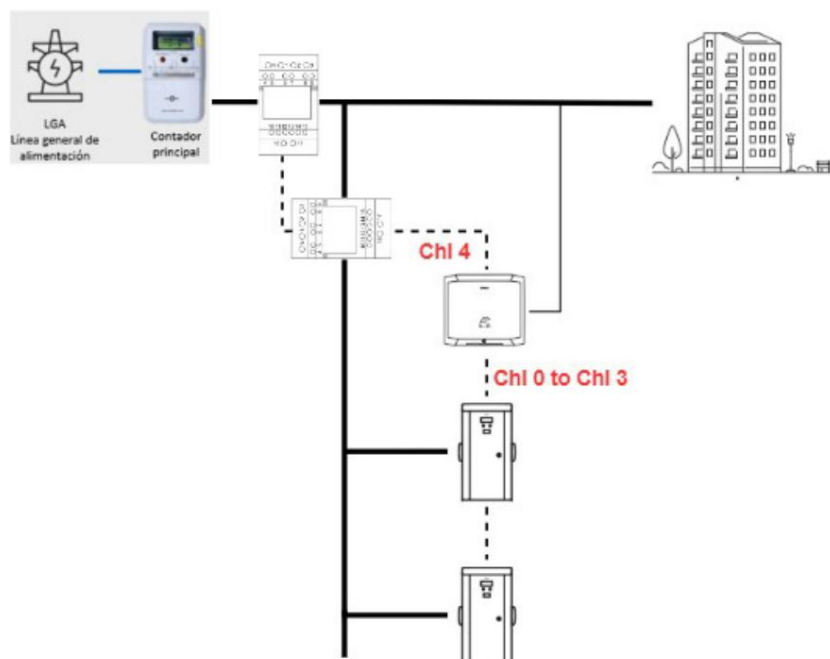 LGA
Línea general de
alimentación
Contador
principal
Chl 4
Chl 0 to Chl 3